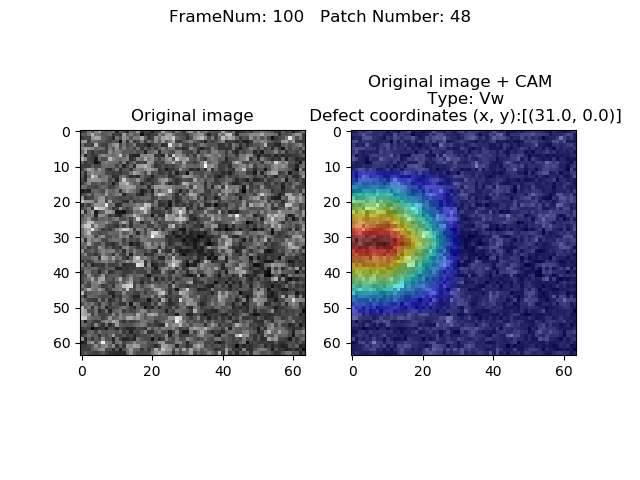 FrameNum: 100   Patch Number: 48
Original image
Original image + CAM
Type: Vw
Defect coordinates (x, y):[(31.0, 0.0)]
0
10
20
30
40
50
60
0 20 40 60
0
10
20
30
40
50
60
0 20 40 60